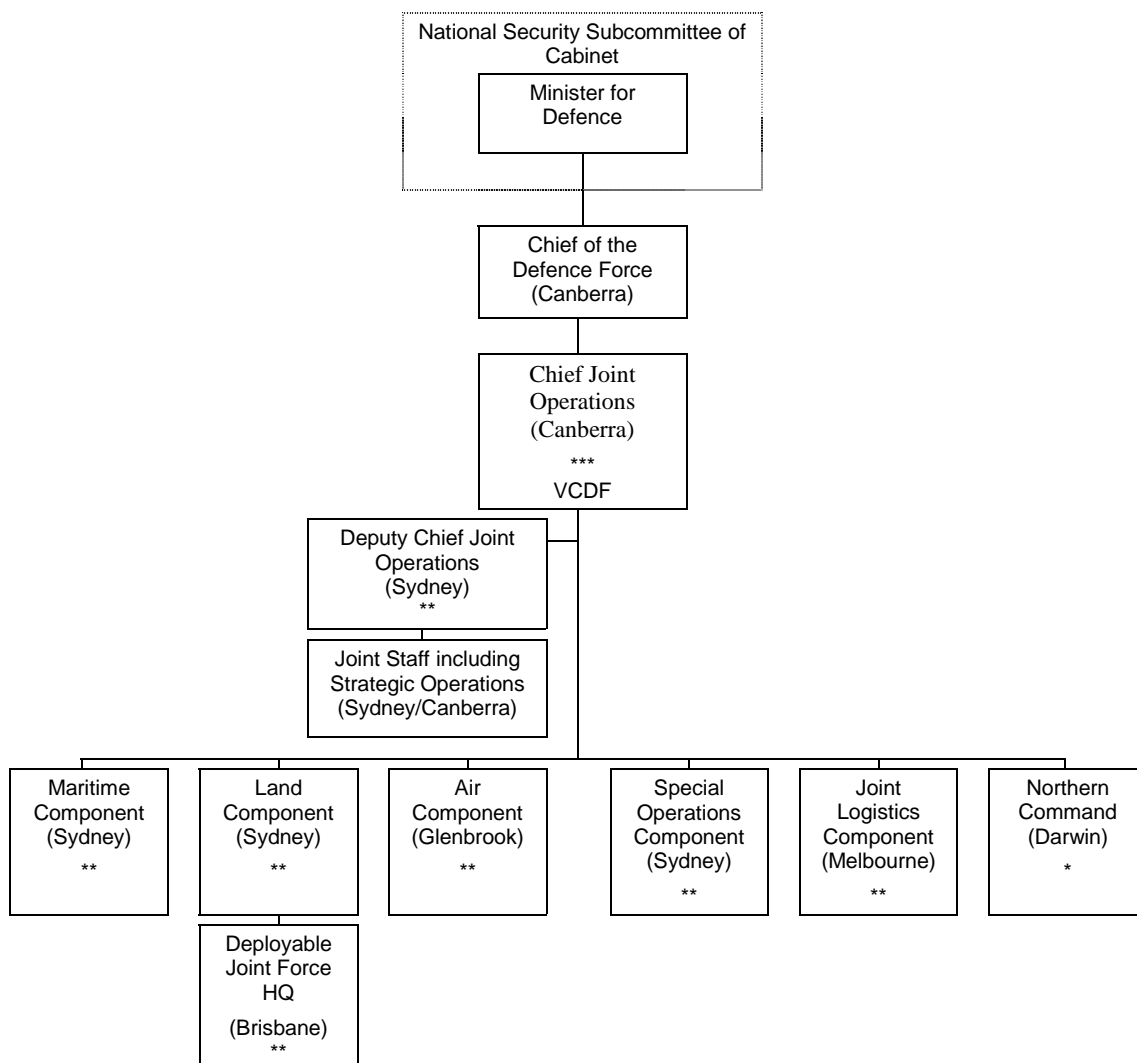 National Security Subcommittee of
Cabinet
Minister for
Defence
Chief of the
Defence Force
(Canberra)
Chief Joint
Operations
(Canberra)
***
VCDF
Deputy Chief Joint
Operations
(Sydney)
**
Joint Staff including
Strategic Operations
(Sydney/Canberra)
Maritime
Component
(Sydney)
**
Land
Component
(Sydney)
**
Air
Component
(Glenbrook)
**
Special
Operations
Component
(Sydney)
**
Joint
Logistics
Component
(Melbourne)
**
Northern
Command
(Darwin)
*
Deployable
Joint Force
HQ
(Brisbane)
**